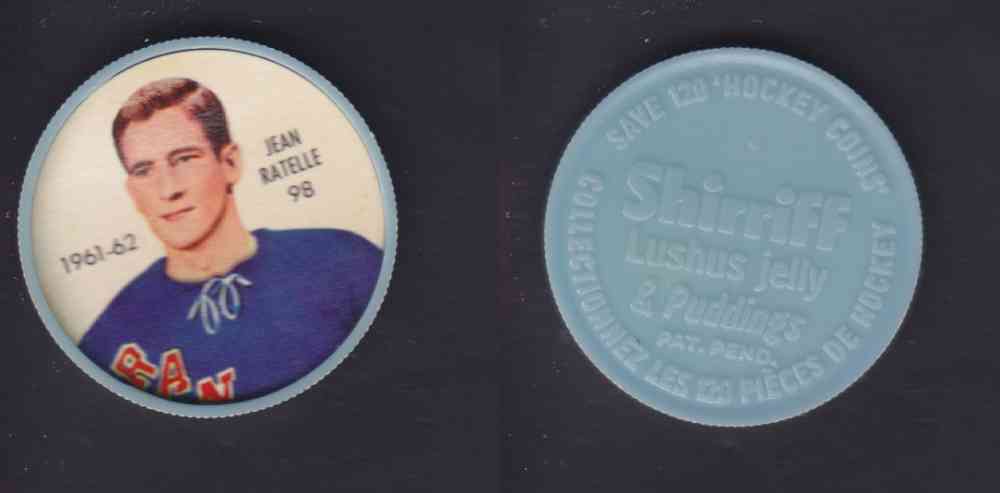 JEAN
RATELLE
98
1961-62
RAN
SAVE 120 "HOCKEY COINS"
Shirriff
Lushus jelly
& Puddings
PAT. PEND.
COLLECTIONNEZ LES 120 PIÈCES DE HOCKEY